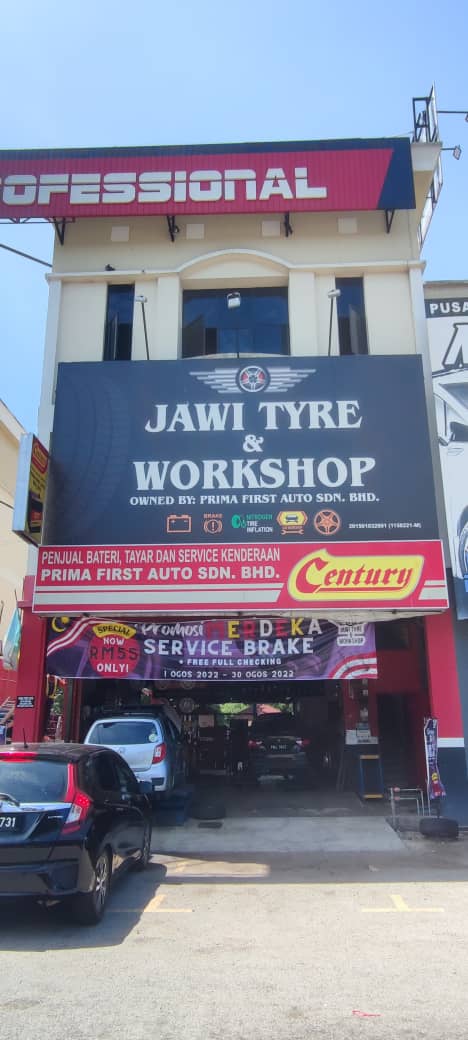 OFESSIONAL
PUSA
JAWI TYRE
&
WORKSHOP
OWNED BY: PRIMA FIRST AUTO SDN. BHD.
BRAKE
NITROGEN
TIRE
INFLATION
PENJUAL BATERI, TAYAR DAN SERVICE KENDERAAN
PRIMA FIRST AUTO SDN. BHD.
Century
SPECIAL
NOW
RM55
ONLY!
Promosi MERDEKA
SERVICE BRAKE
+ FREE FULL CHECKING
1 OGOS 2022 - 30 OGOS 2022
JAWI TYRE
&
WORKSHOP
731